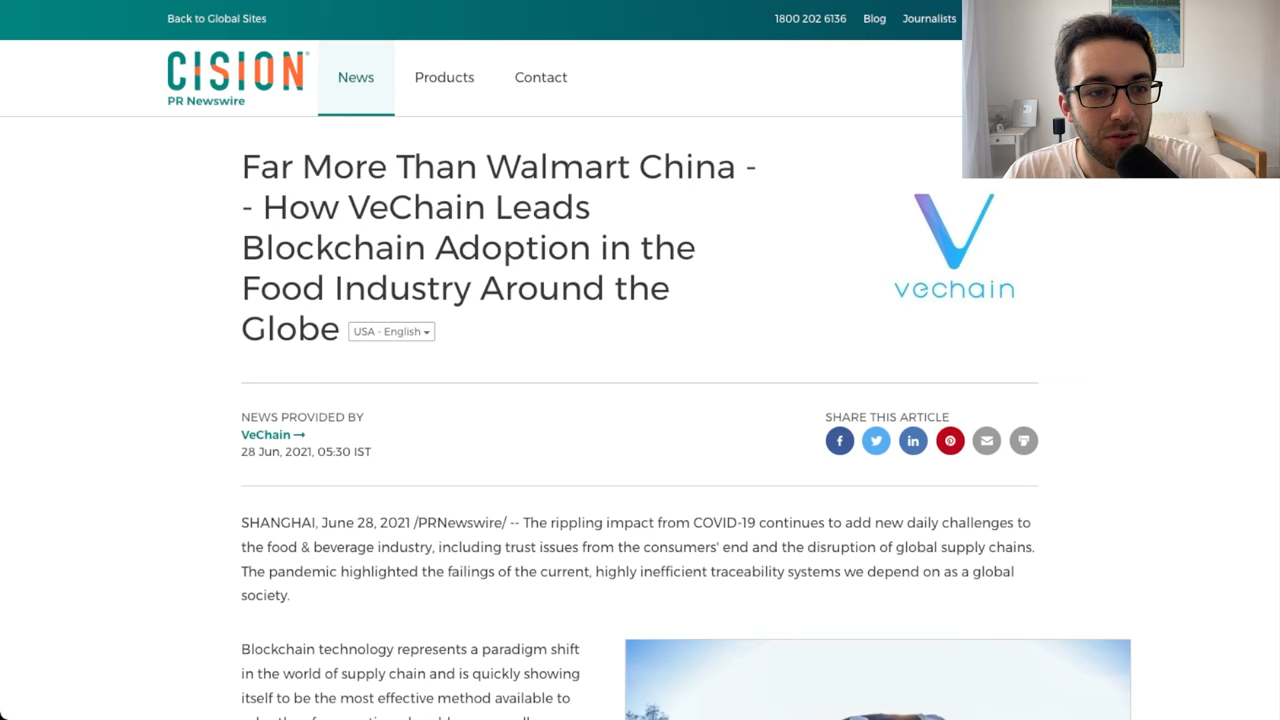 Back to Global Sites
1800 202 6136 Blog Journalists
CISION
PR Newswire
News Products Contact
Far More Than Walmart China -
- How VeChain Leads
Blockchain Adoption in the
Food Industry Around the
Globe USA - English
vechain
NEWS PROVIDED BY
VeChain
28 Jun, 2021, 05:30 IST
SHARE THIS ARTICLE
SHANGHAI, June 28, 2021 /PRNewswire/ -- The rippling impact from COVID-19 continues to add new daily challenges to
the food & beverage industry, including trust issues from the consumers' end and the disruption of global supply chains.
The pandemic highlighted the failings of the current, highly inefficient traceability systems we depend on as a global
society.
Blockchain technology represents a paradigm shift
in the world of supply chain and is quickly showing
itself to be the most effective method available to